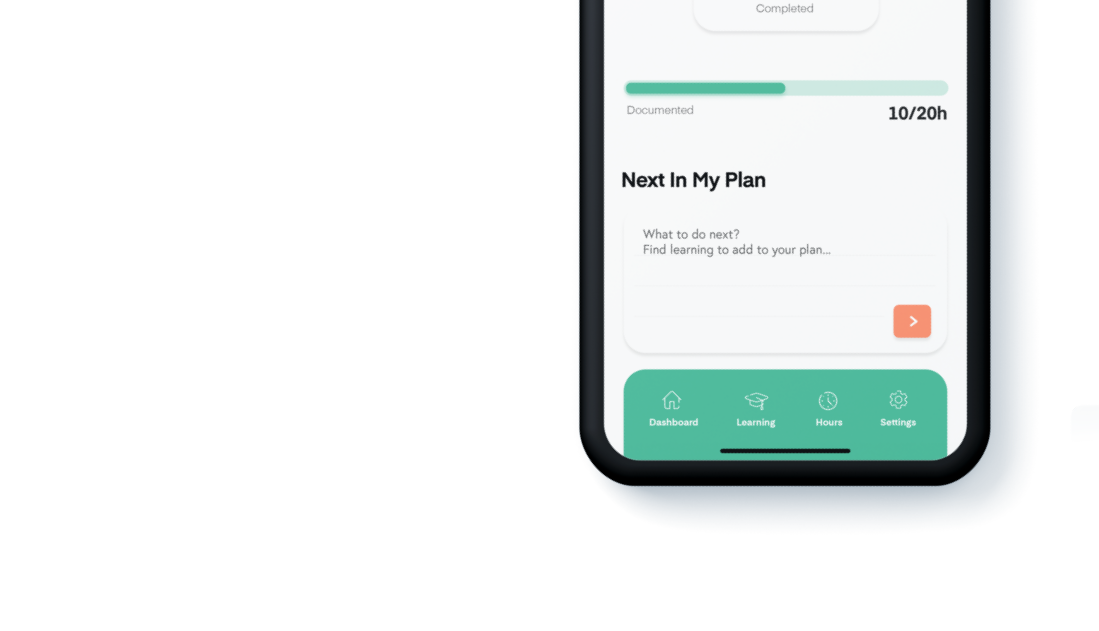 Completed
Documented
10/20h
Next In My Plan
What to do next?
Find learning to add to your plan...
Dashboard
Learning
Hours
Settings